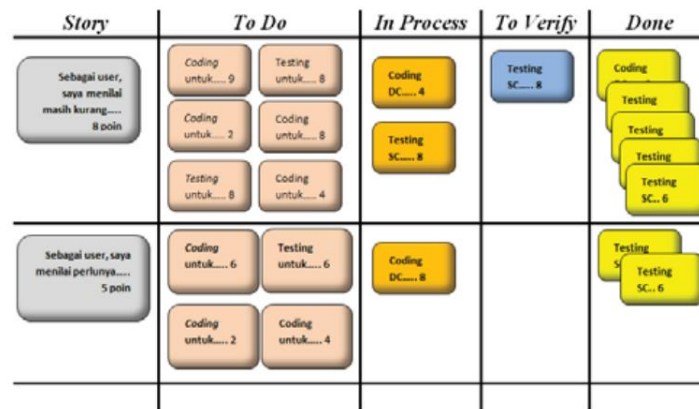 Story To Do In Process To Verify Done
Sebagai user,
saya menilai
masih kurang.....
8 poin
Coding
untuk..... 9
Testing
untuk..... 8
Coding
untuk..... 2
Coding
untuk..... 8
Testing
untuk..... 8
Coding
untuk..... 4
Coding
DC..... 4
Testing
SC..... 8
Testing
SC..... 8
Coding
Testing
Testing
Testing
Testing
SC.. 6
Sebagai user, saya
menilai perlunya.....
5 poin
Coding
untuk..... 6
Testing
untuk..... 6
Coding
untuk..... 2
Coding
untuk..... 4
Coding
DC..... 8
Testing
Testing
SC.. 6